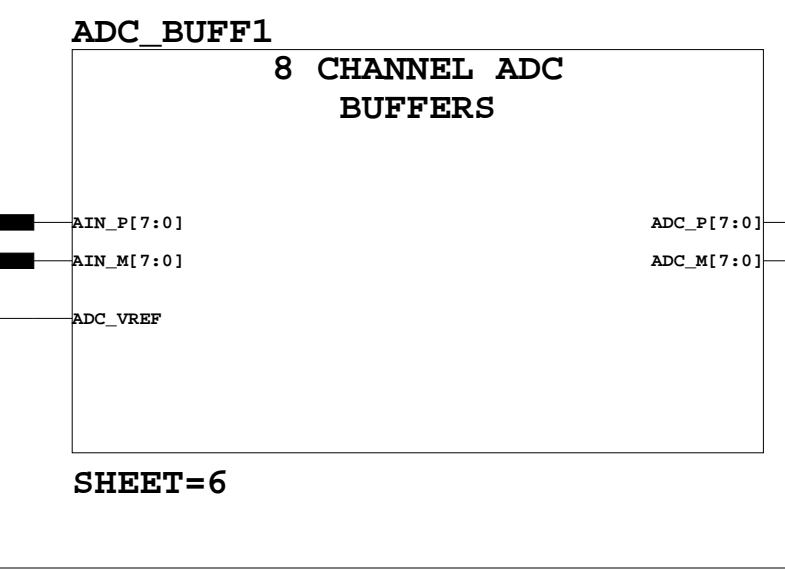 ADC_BUFF1
8 CHANNEL ADC
BUFFERS
AIN_P[7:0]
ADC_P[7:0]
AIN_M[7:0]
ADC_M[7:0]
ADC_VREF
SHEET=6